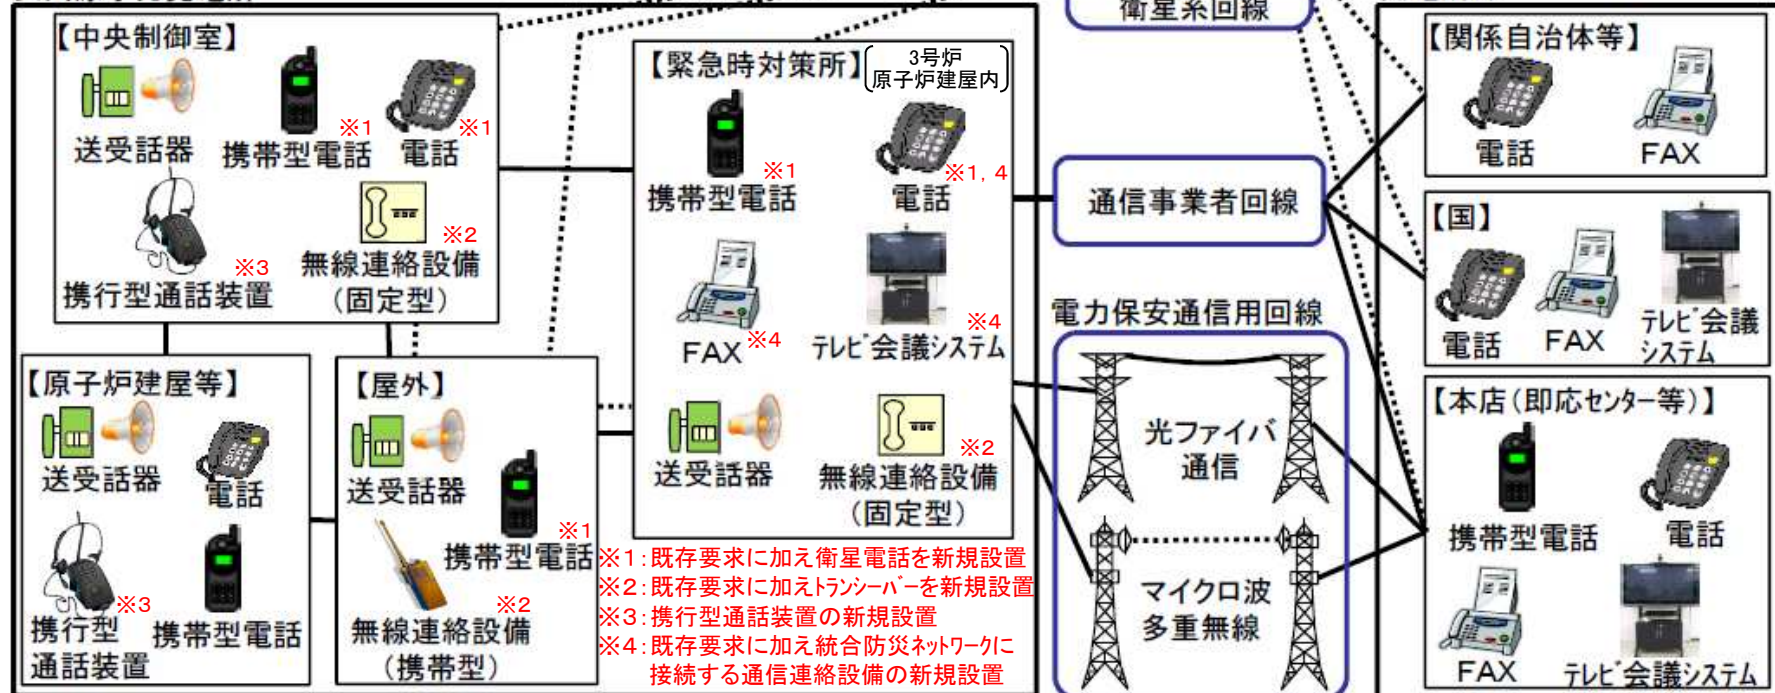 衛星系回線
【中央制御室】
送受話器
携帯型電話
※1
電話
※1
携行型通話装置
※3
無線連絡設備
(固定型)
※2
【緊急時対策所】
3号炉
原子炉建屋内
携帯型電話
※1
電話
※1, 4
FAX
※4
テレビ会議システム
※4
送受話器
無線連絡設備
(固定型)
※2
【原子炉建屋等】
送受話器
電話
携行型
通話装置
※3
携帯型電話
【屋外】
送受話器
携帯型電話
※1
無線連絡設備
(携帯型)
※2
※1:既存要求に加え衛星電話を新規設置
※2:既存要求に加えトランシーバーを新規設置
※3:携行型通話装置の新規設置
※4:既存要求に加え統合防災ネットワークに
接続する通信連絡設備の新規設置
通信事業者回線
電力保安通信用回線
光ファイバ
通信
マイクロ波
多重無線
【関係自治体等】
電話
FAX
【国】
電話
FAX
テレビ会議
システム
【本店(即応センター等)】
携帯型電話
電話
FAX
テレビ会議システム